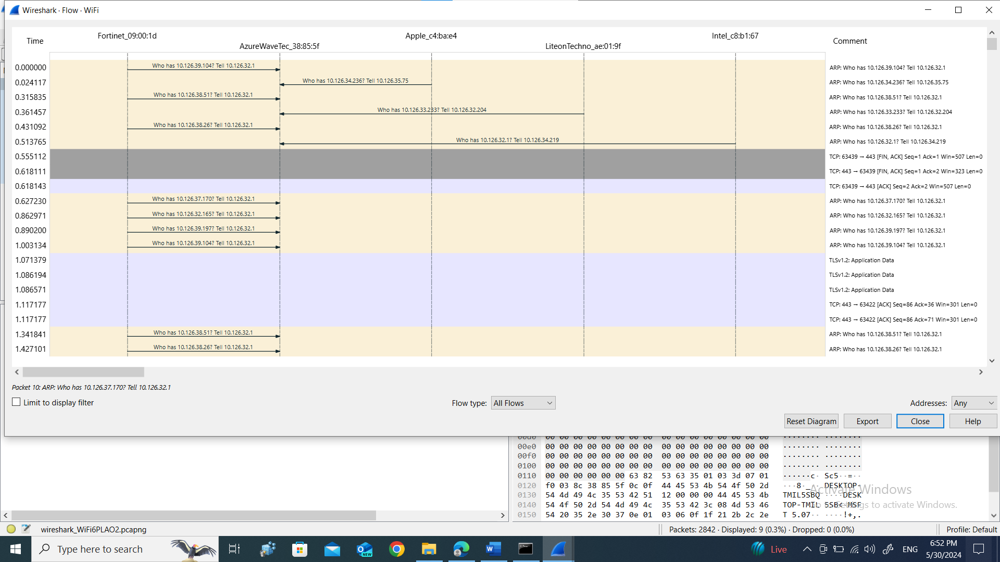 Wireshark · Flow · WiFi
Time
Fortinet_09:00:1d
AzureWaveTec_38:85:5f
Apple_c4:ba:e4
LiteonTechno_ae:01:9f
Intel_c8:b1:67
Comment
0.000000 Who has 10.126.39.104? Tell 10.126.32.1 ARP: Who has 10.126.39.104? Tell 10.126.32.1
0.024117 Who has 10.126.34.236? Tell 10.126.35.75 ARP: Who has 10.126.34.236? Tell 10.126.35.75
0.315835 Who has 10.126.38.51? Tell 10.126.32.1 ARP: Who has 10.126.38.51? Tell 10.126.32.1
0.361457 Who has 10.126.33.233? Tell 10.126.32.204 ARP: Who has 10.126.33.233? Tell 10.126.32.204
0.431092 Who has 10.126.38.26? Tell 10.126.32.1 ARP: Who has 10.126.38.26? Tell 10.126.32.1
0.513765 Who has 10.126.32.1? Tell 10.126.34.219 ARP: Who has 10.126.32.1? Tell 10.126.34.219
0.555112 TCP: 63439 → 443 [FIN, ACK] Seq=1 Ack=1 Win=507 Len=0
0.618111 TCP: 443 → 63439 [FIN, ACK] Seq=1 Ack=2 Win=323 Len=0
0.618143 TCP: 63439 → 443 [ACK] Seq=2 Ack=2 Win=507 Len=0
0.627230 Who has 10.126.37.170? Tell 10.126.32.1 ARP: Who has 10.126.37.170? Tell 10.126.32.1
0.862971 Who has 10.126.32.165? Tell 10.126.32.1 ARP: Who has 10.126.32.165? Tell 10.126.32.1
0.890200 Who has 10.126.39.197? Tell 10.126.32.1 ARP: Who has 10.126.39.197? Tell 10.126.32.1
1.003134 Who has 10.126.39.104? Tell 10.126.32.1 ARP: Who has 10.126.39.104? Tell 10.126.32.1
1.071379 TLSv1.2: Application Data
1.086194 TLSv1.2: Application Data
1.086571 TLSv1.2: Application Data
1.117177 TCP: 443 → 63422 [ACK] Seq=86 Ack=36 Win=301 Len=0
1.117177 TCP: 443 → 63422 [ACK] Seq=86 Ack=71 Win=301 Len=0
1.341841 Who has 10.126.38.51? Tell 10.126.32.1 ARP: Who has 10.126.38.51? Tell 10.126.32.1
1.427101 Who has 10.126.38.26? Tell 10.126.32.1 ARP: Who has 10.126.38.26? Tell 10.126.32.1
Packet 10: ARP: Who has 10.126.37.170? Tell 10.126.32.1
Limit to display filter
Flow type: All Flows
Addresses: Any
Reset Diagram Export Close Help
00d0 00 00 00 00 00 00 00 00 00 00 00 00 00 00 00 00 ········ ········
00e0 00 00 00 00 00 00 00 00 00 00 00 00 00 00 00 00 ········ ········
00f0 00 00 00 00 00 00 00 00 00 00 00 00 00 00 00 00 ········ ········
0100 00 00 00 00 00 00 00 00 00 00 00 00 00 00 00 00 ········ ········
0110 00 00 00 00 00 00 63 82 53 63 35 01 03 3d 07 01 ······c· Sc5··=··
0120 f0 03 8c 38 85 5f 0c 0f 44 45 53 4b 54 4f 50 2d ···8·_·· DESKTOP-
0130 54 4d 49 4c 35 53 42 51 12 00 00 00 44 45 53 4b TMIL5SBQ ····DESK
0140 54 4f 50 2d 54 4d 49 4c 35 53 42 3c 08 4d 53 46 TOP-TMIL 5SB<·MSF
0150 54 20 35 2e 30 37 0e 01 03 06 0f 1f 21 2b 2c 2e T 5.07·· ····!+,.
Activate Windows
Go to Settings to activate Windows.
wireshark_WiFi6PLAO2.pcapng
Packets: 2842 · Displayed: 9 (0.3%) · Dropped: 0 (0.0%)
Profile: Default
Type here to search
NEW
Live
ENG
6:52 PM
5/30/2024